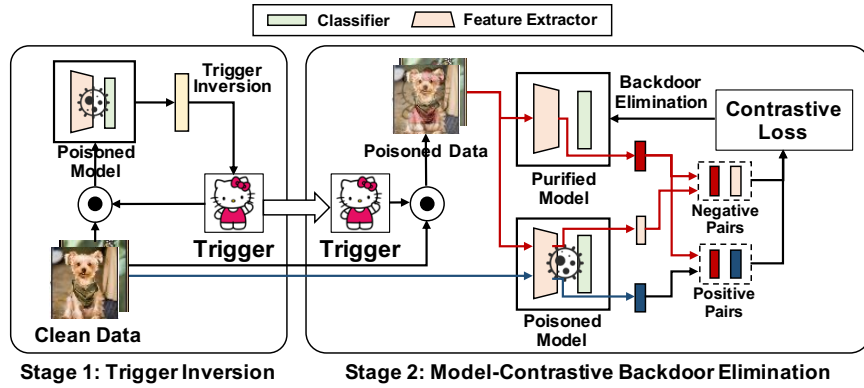 Classifier
Feature Extractor
Trigger
Inversion
Poisoned
Model
Trigger
Clean Data
Stage 1: Trigger Inversion
Poisoned Data
Trigger
Backdoor
Elimination
Contrastive
Loss
Purified
Model
Negative
Pairs
Positive
Pairs
Poisoned
Model
Stage 2: Model-Contrastive Backdoor Elimination